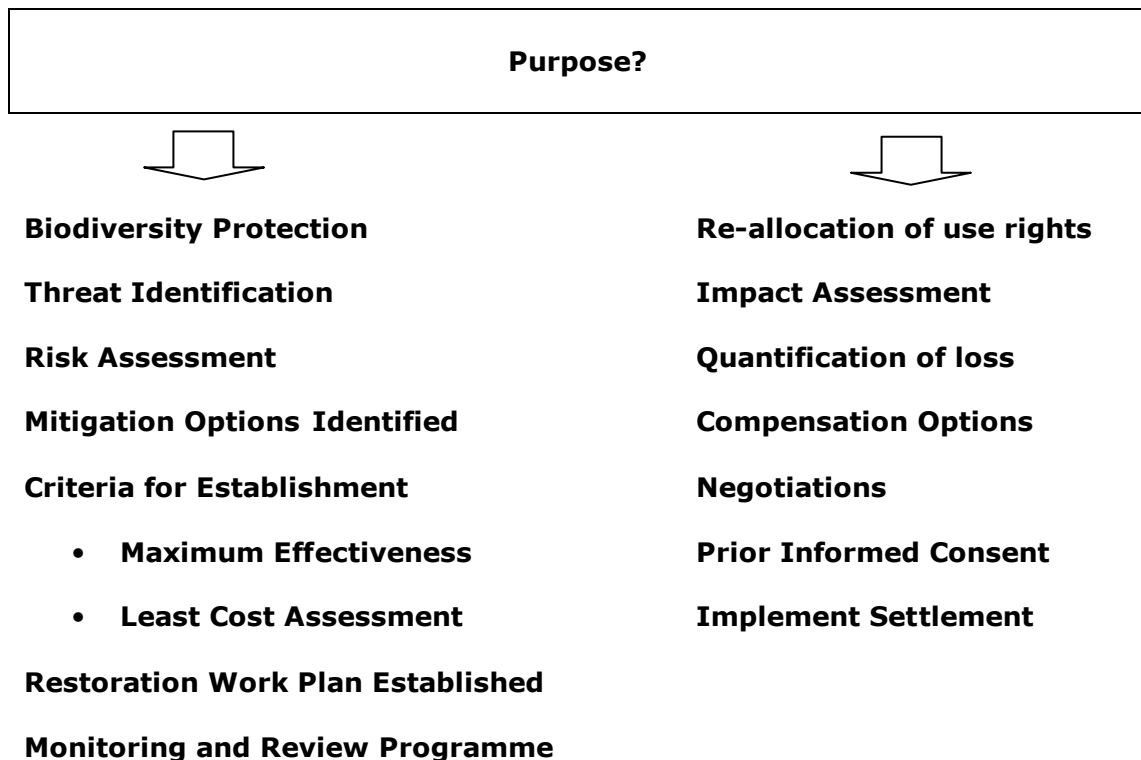 Purpose?
Biodiversity Protection
Threat Identification
Risk Assessment
Mitigation Options Identified
Criteria for Establishment
• Maximum Effectiveness
• Least Cost Assessment
Restoration Work Plan Established
Monitoring and Review Programme
Re-allocation of use rights
Impact Assessment
Quantification of loss
Compensation Options
Negotiations
Prior Informed Consent
Implement Settlement